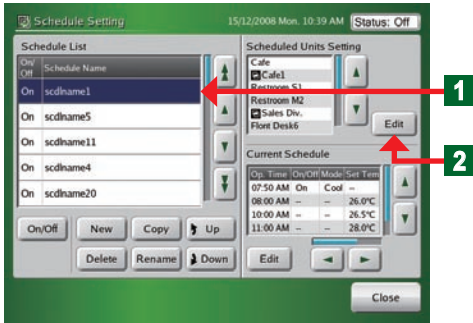 Schedule Setting 15/12/2008 Mon. 10:39 AM Status: Off
Schedule List
On/Off Schedule Name
On scdlname1
On scdlname5
On scdlname11
On scdlname4
On scdlname20
On/Off New Copy Up
Delete Rename Down
Scheduled Units Setting
Cafe
Cafe1
Restroom S1
Restroom M2
Sales Div.
Flont Desk6
Edit
Current Schedule
Op. Time On/Off Mode Set Tem
07:50 AM On Cool --
08:00 AM -- -- 26.0°C
10:00 AM -- -- 26.5°C
11:00 AM -- -- 28.0°C
Edit
Close
1
2